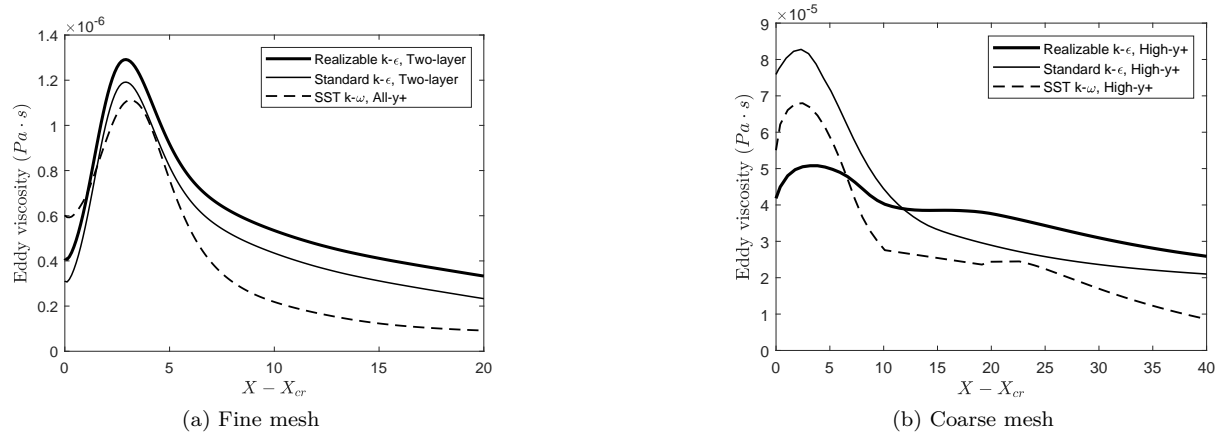 ×10⁻⁶
1.4
1.2
1
0.8
0.6
0.4
0.2
0
Eddy viscosity (Pa · s)
Realizable k-ϵ, Two-layer
Standard k-ϵ, Two-layer
SST k-ω, All-y+
0 5 10 15 20
X − X_cr
(a) Fine mesh
×10⁻⁵
9
8
7
6
5
4
3
2
1
0
Eddy viscosity (Pa · s)
Realizable k-ϵ, High-y+
Standard k-ϵ, High-y+
SST k-ω, High-y+
0 5 10 15 20 25 30 35 40
X − X_cr
(b) Coarse mesh